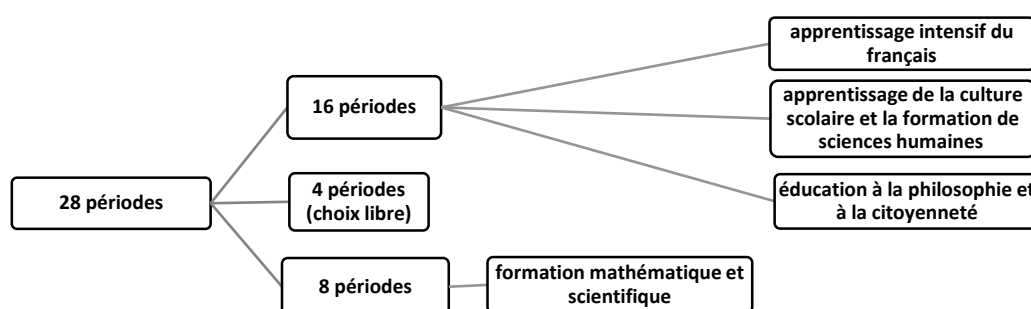 28 périodes
16 périodes
apprentissage intensif du
français
apprentissage de la culture
scolaire et la formation de
sciences humaines
éducation à la philosophie et
à la citoyenneté
4 périodes
(choix libre)
8 périodes
formation mathématique et
scientifique